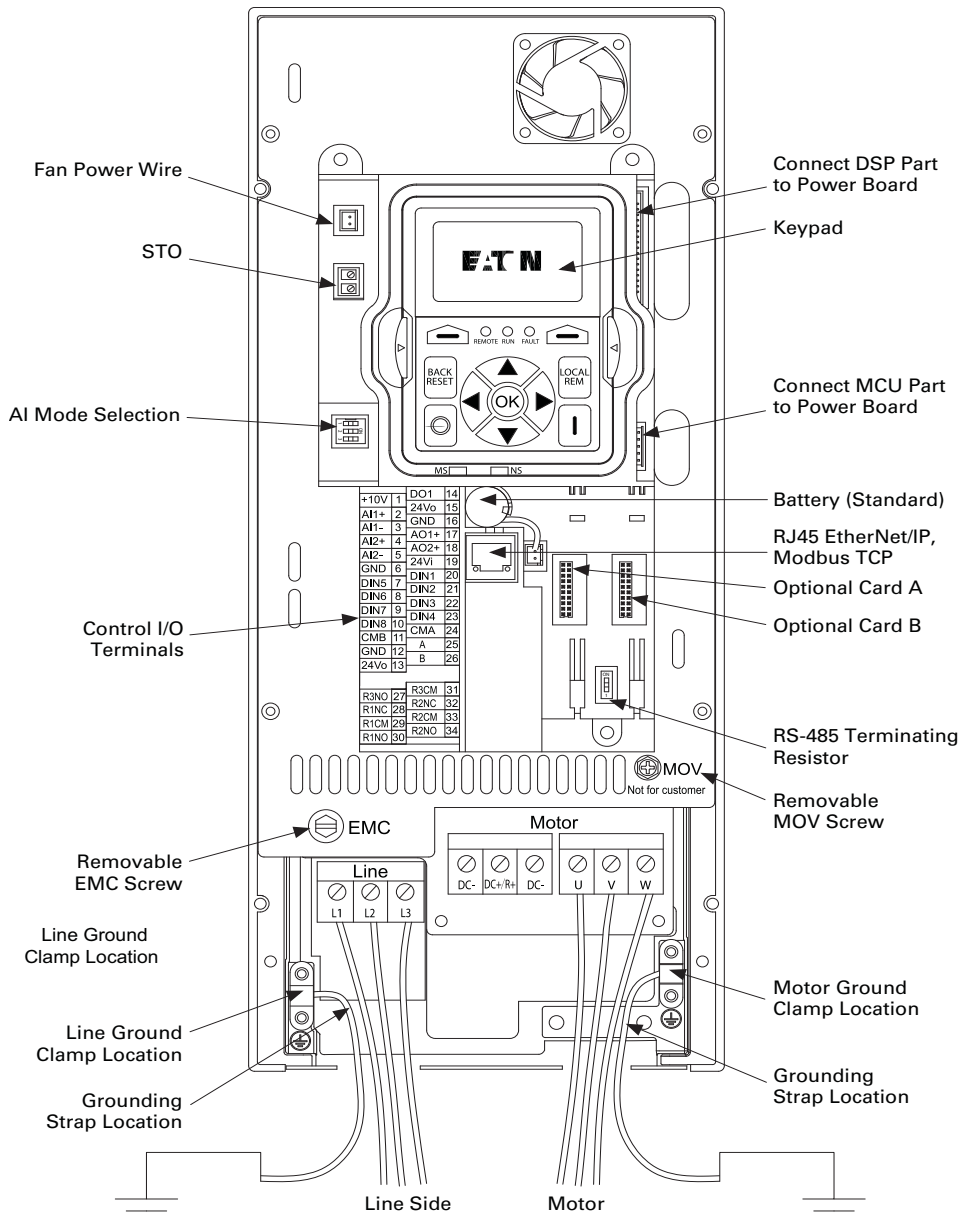 Fan Power Wire
STO
AI Mode Selection
Control I/O
Terminals
Removable
EMC Screw
Line Ground
Clamp Location
Line Ground
Clamp Location
Grounding
Strap Location
EATON
REMOTE RUN FAULT
BACK
RESET
LOCAL
REM
OK
MS
NS
+10V 1
AI1+ 2
AI1- 3
AI2+ 4
AI2- 5
GND 6
DIN5 7
DIN6 8
DIN7 9
DIN8 10
CMB 11
GND 12
24Vo 13
DO1 14
24Vo 15
GND 16
AO1+ 17
AO2+ 18
24Vi 19
DIN1 20
DIN2 21
DIN3 22
DIN4 23
CMA 24
A 25
B 26
R3NO 27
R1NC 28
R1CM 29
R1NO 30
R3CM 31
R2NC 32
R2CM 33
R2NO 34
ON
1
MOV
Not for customer
EMC
Line
L1 L2 L3
Motor
DC- DC+/R+ DC- U V W
Connect DSP Part
to Power Board
Keypad
Connect MCU Part
to Power Board
Battery (Standard)
RJ45 EtherNet/IP,
Modbus TCP
Optional Card A
Optional Card B
RS-485 Terminating
Resistor
Removable
MOV Screw
Motor Ground
Clamp Location
Grounding
Strap Location
Line Side
Motor